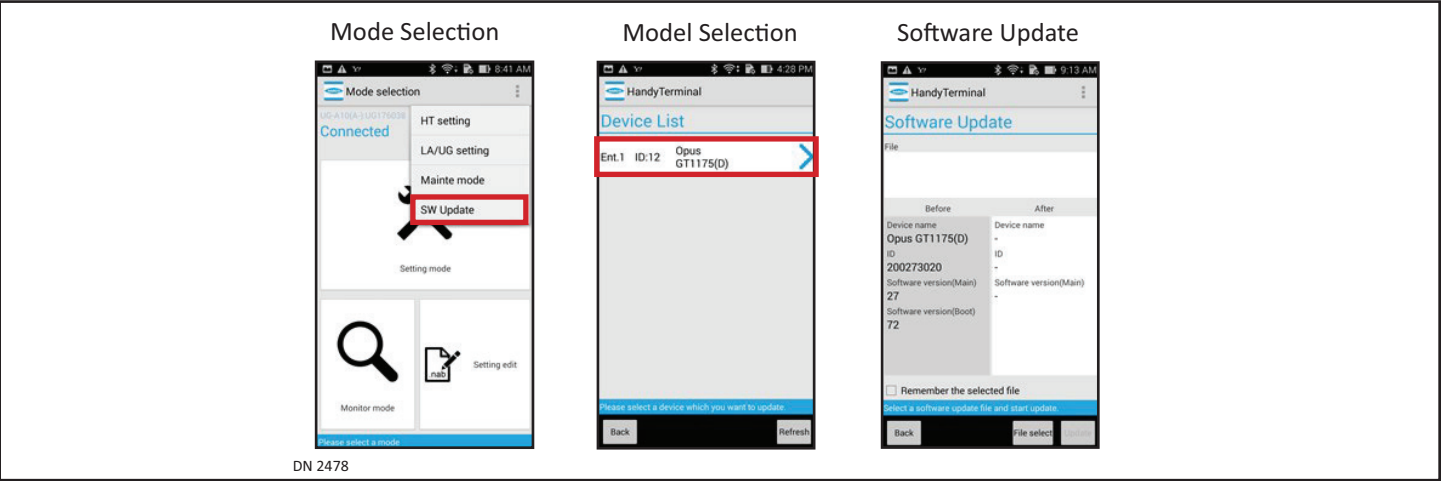 Mode Selection
8:41 AM
Mode selection
UG-A10(A-) UG176038
Connected
HT setting
LA/UG setting
Mainte mode
SW Update
Setting mode
Monitor mode
.nab
Setting edit
Please select a mode
Model Selection
4:28 PM
HandyTerminal
Device List
Ent.1 ID:12 Opus
GT1175(D)
Please select a device which you want to update.
Back Refresh
Software Update
9:13 AM
HandyTerminal
Software Update
File
Before After
Device name Device name
Opus GT1175(D) -
ID ID
200273020 -
Software version(Main) Software version(Main)
27 -
Software version(Boot)
72
Remember the selected file
Select a software update file and start update.
Back File select Update
DN 2478